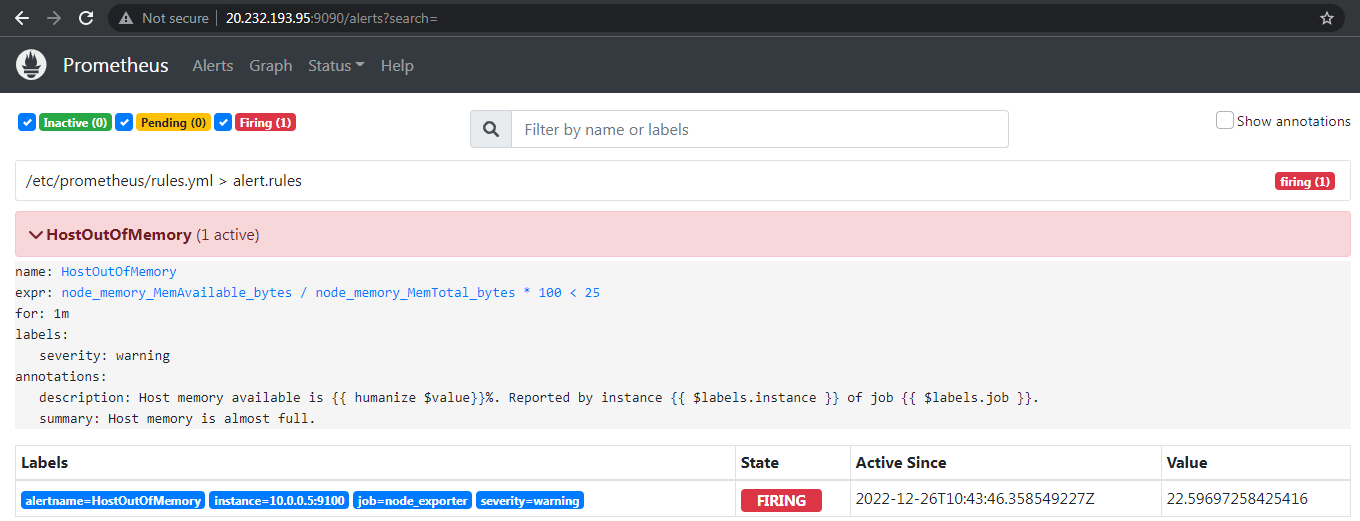 Not secure 20.232.193.95:9090/alerts?search=
Prometheus Alerts Graph Status Help
Inactive (0) Pending (0) Firing (1) Filter by name or labels Show annotations
/etc/prometheus/rules.yml > alert.rules firing (1)
HostOutOfMemory (1 active)
name: HostOutOfMemory
expr: node_memory_MemAvailable_bytes / node_memory_MemTotal_bytes * 100 < 25
for: 1m
labels:
severity: warning
annotations:
description: Host memory available is {{ humanize $value}}%. Reported by instance {{ $labels.instance }} of job {{ $labels.job }}.
summary: Host memory is almost full.
Labels State Active Since Value
alertname=HostOutOfMemory instance=10.0.0.5:9100 job=node_exporter severity=warning FIRING 2022-12-26T10:43:46.358549227Z 22.59697258425416